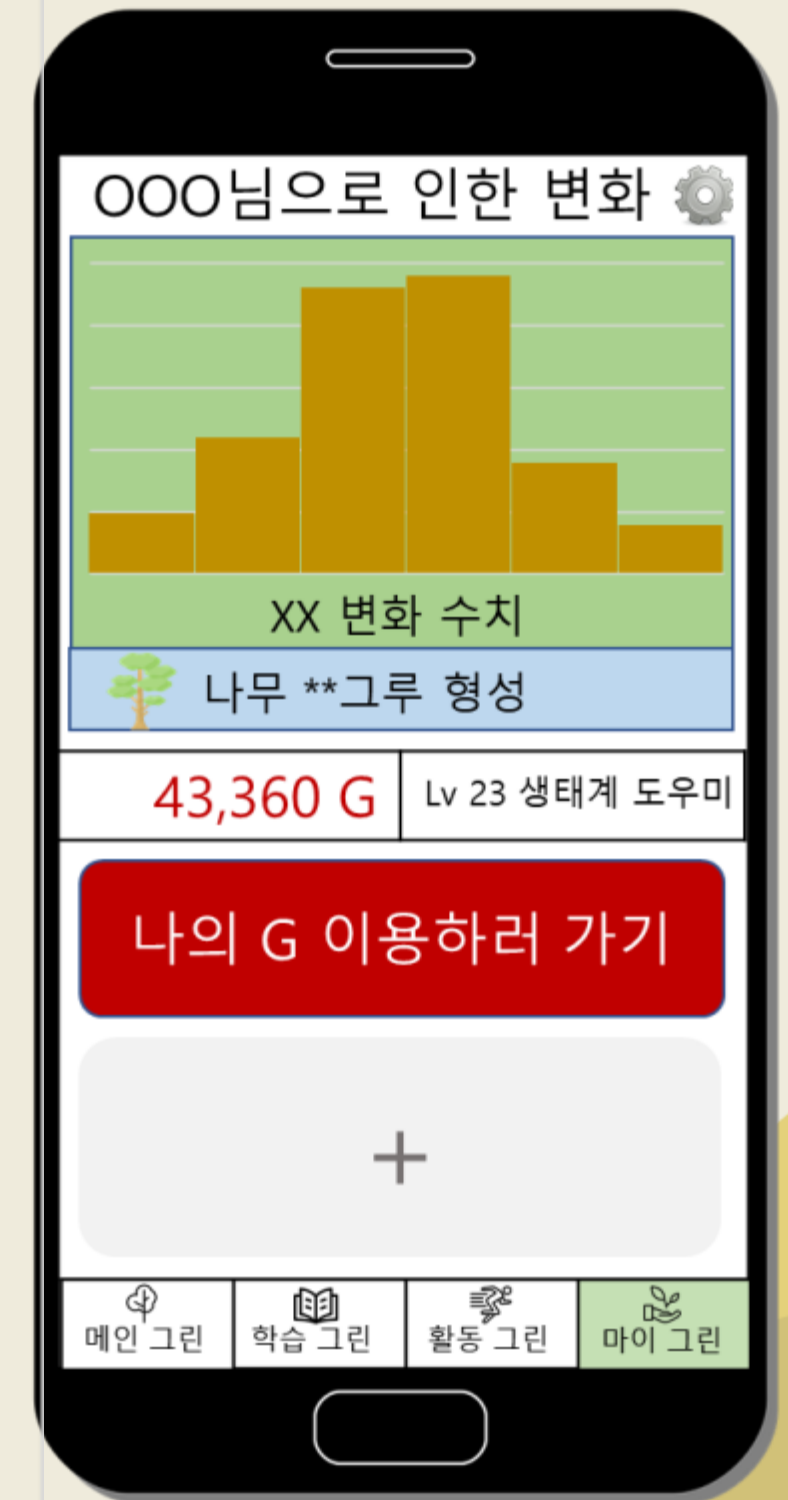 OOO님으로 인한 변화
XX 변화 수치
나무 **그루 형성
43,360 G
Lv 23 생태계 도우미
나의 G 이용하러 가기
+
메인 그린
학습 그린
활동 그린
마이 그린